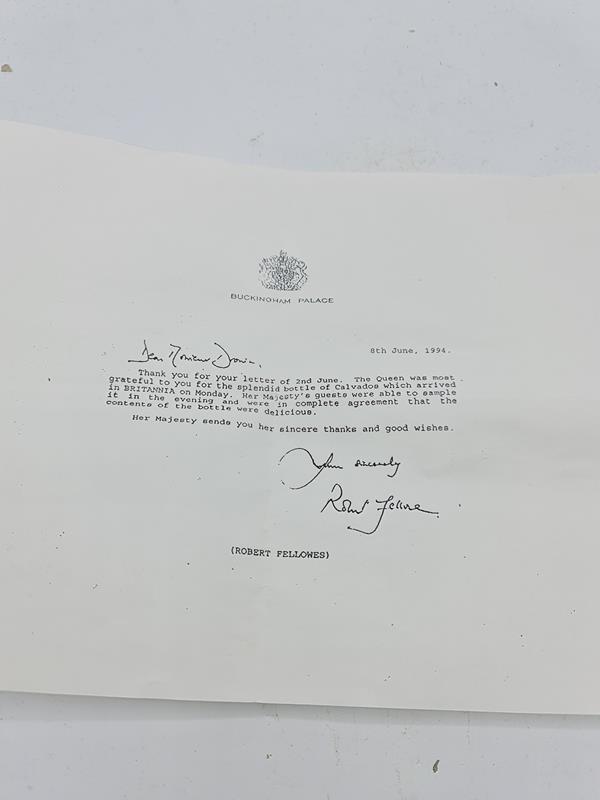 BUCKINGHAM PALACE
8th June, 1994.
Dear Monsieur Drouin,
Thank you for your letter of 2nd June. The Queen was most
grateful to you for the splendid bottle of Calvados which arrived
in BRITANNIA on Monday. Her Majesty's guests were able to sample
it in the evening and were in complete agreement that the
contents of the bottle were delicious.
Her Majesty sends you her sincere thanks and good wishes.
Yours sincerely
Robert Fellowes
(ROBERT FELLOWES)